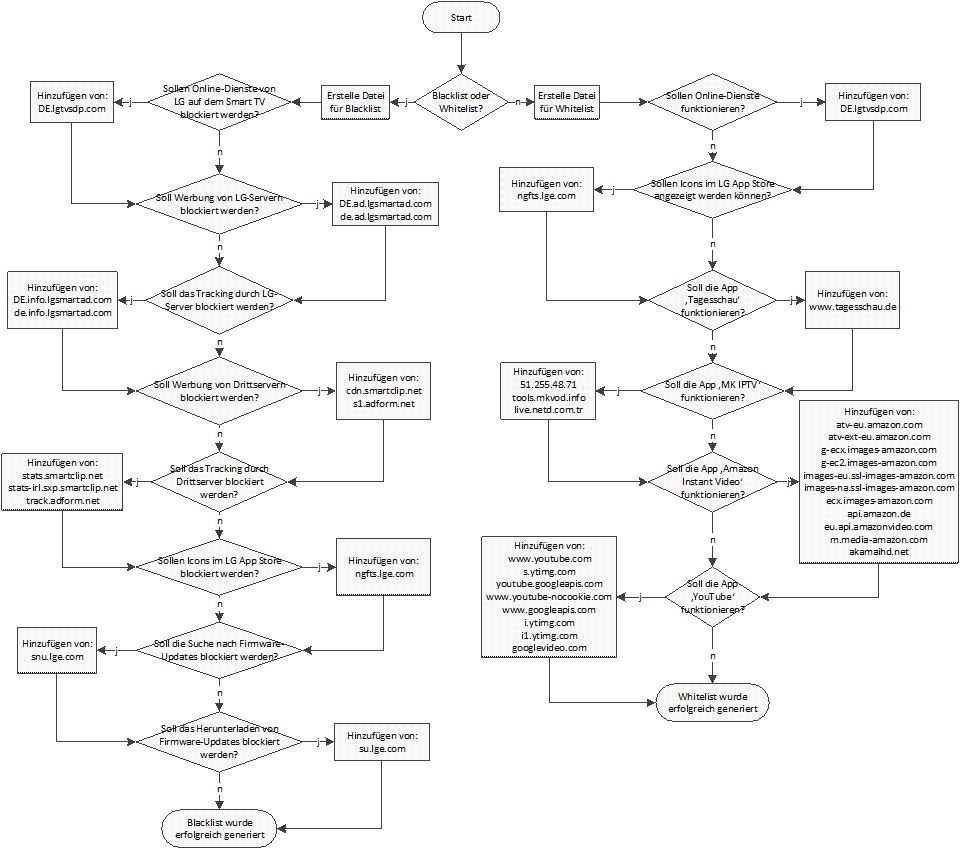 Start
Blacklist oder
Whitelist?
j
n
Erstelle Datei
für Blacklist
Sollen Online-Dienste von
LG auf dem Smart TV
blockiert werden?
j
Hinzufügen von:
DE.lgtvsdp.com
n
Soll Werbung von LG-Servern
blockiert werden?
j
Hinzufügen von:
DE.ad.lgsmartad.com
de.ad.lgsmartad.com
n
Soll das Tracking durch LG-
Server blockiert werden?
j
Hinzufügen von:
DE.info.lgsmartad.com
de.info.lgsmartad.com
n
Soll Werbung von Drittservern
blockiert werden?
j
Hinzufügen von:
cdn.smartclip.net
s1.adform.net
n
Soll das Tracking durch
Drittserver blockiert
werden?
j
Hinzufügen von:
stats.smartclip.net
stats-irl.sxp.smartclip.net
track.adform.net
n
Sollen Icons im LG App Store
blockiert werden?
j
Hinzufügen von:
ngfts.lge.com
n
Soll die Suche nach Firmware-
Updates blockiert werden?
j
Hinzufügen von:
snu.lge.com
n
Soll das Herunterladen von
Firmware-Updates blockiert
werden?
j
Hinzufügen von:
su.lge.com
n
Blacklist wurde
erfolgreich generiert
Erstelle Datei
für Whitelist
Sollen Online-Dienste
funktionieren?
j
Hinzufügen von:
DE.lgtvsdp.com
n
Sollen Icons im LG App Store
angezeigt werden können?
j
Hinzufügen von:
ngfts.lge.com
n
Soll die App
‚Tagesschau‘
funktionieren?
j
Hinzufügen von:
www.tagesschau.de
n
Soll die App ‚MK IPTV‘
funktionieren?
j
Hinzufügen von:
51.255.48.71
tools.mkvod.info
live.netd.com.tr
n
Soll die App ‚Amazon
Instant Video‘
funktionieren?
j
Hinzufügen von:
atv-eu.amazon.com
atv-ext-eu.amazon.com
g-ecx.images-amazon.com
g-ec2.images-amazon.com
images-eu.ssl-images-amazon.com
images-na.ssl-images-amazon.com
ecx.images-amazon.com
api.amazon.de
eu.api.amazonvideo.com
m.media-amazon.com
akamaihd.net
n
Soll die App
‚YouTube‘
funktionieren?
j
Hinzufügen von:
www.youtube.com
s.ytimg.com
youtube.googleapis.com
www.youtube-nocookie.com
www.googleapis.com
i.ytimg.com
i1.ytimg.com
googlevideo.com
n
Whitelist wurde
erfolgreich generiert